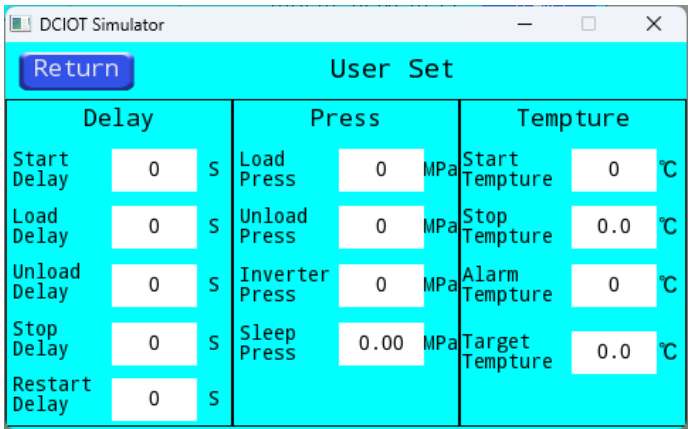 DCIOT Simulator
Return
User Set
Delay
Start
Delay
0
S
Load
Delay
0
S
Unload
Delay
0
S
Stop
Delay
0
S
Restart
Delay
0
S
Press
Load
Press
0
MPa
Unload
Press
0
MPa
Inverter
Press
0
MPa
Sleep
Press
0.00
MPa
Tempture
Start
Tempture
0
℃
Stop
Tempture
0.0
℃
Alarm
Tempture
0
℃
Target
Tempture
0.0
℃